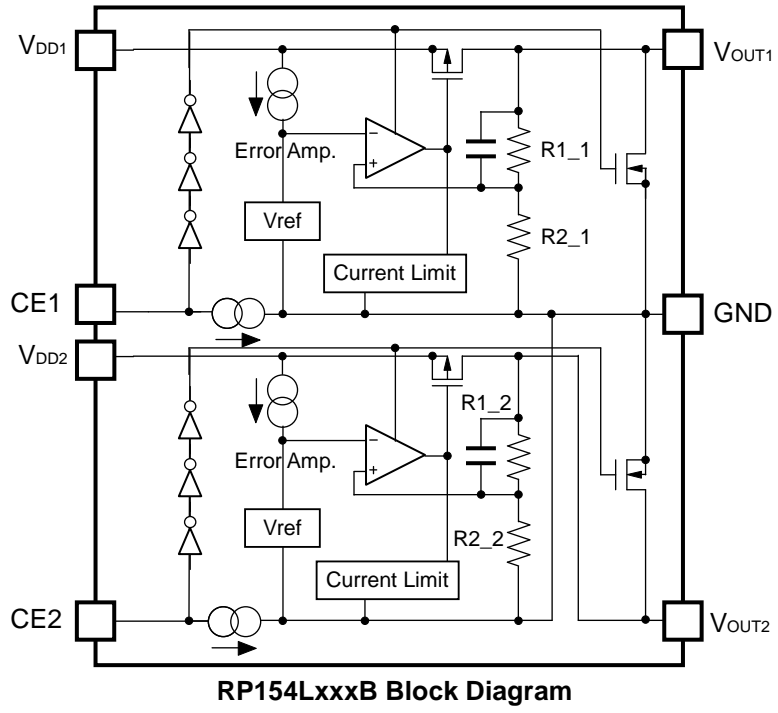 VDD1
VOUT1
Error Amp.
−
+
R1_1
Vref
R2_1
Current Limit
CE1
GND
VDD2
R1_2
Error Amp.
−
+
Vref
R2_2
Current Limit
CE2
VOUT2
RP154LxxxB Block Diagram